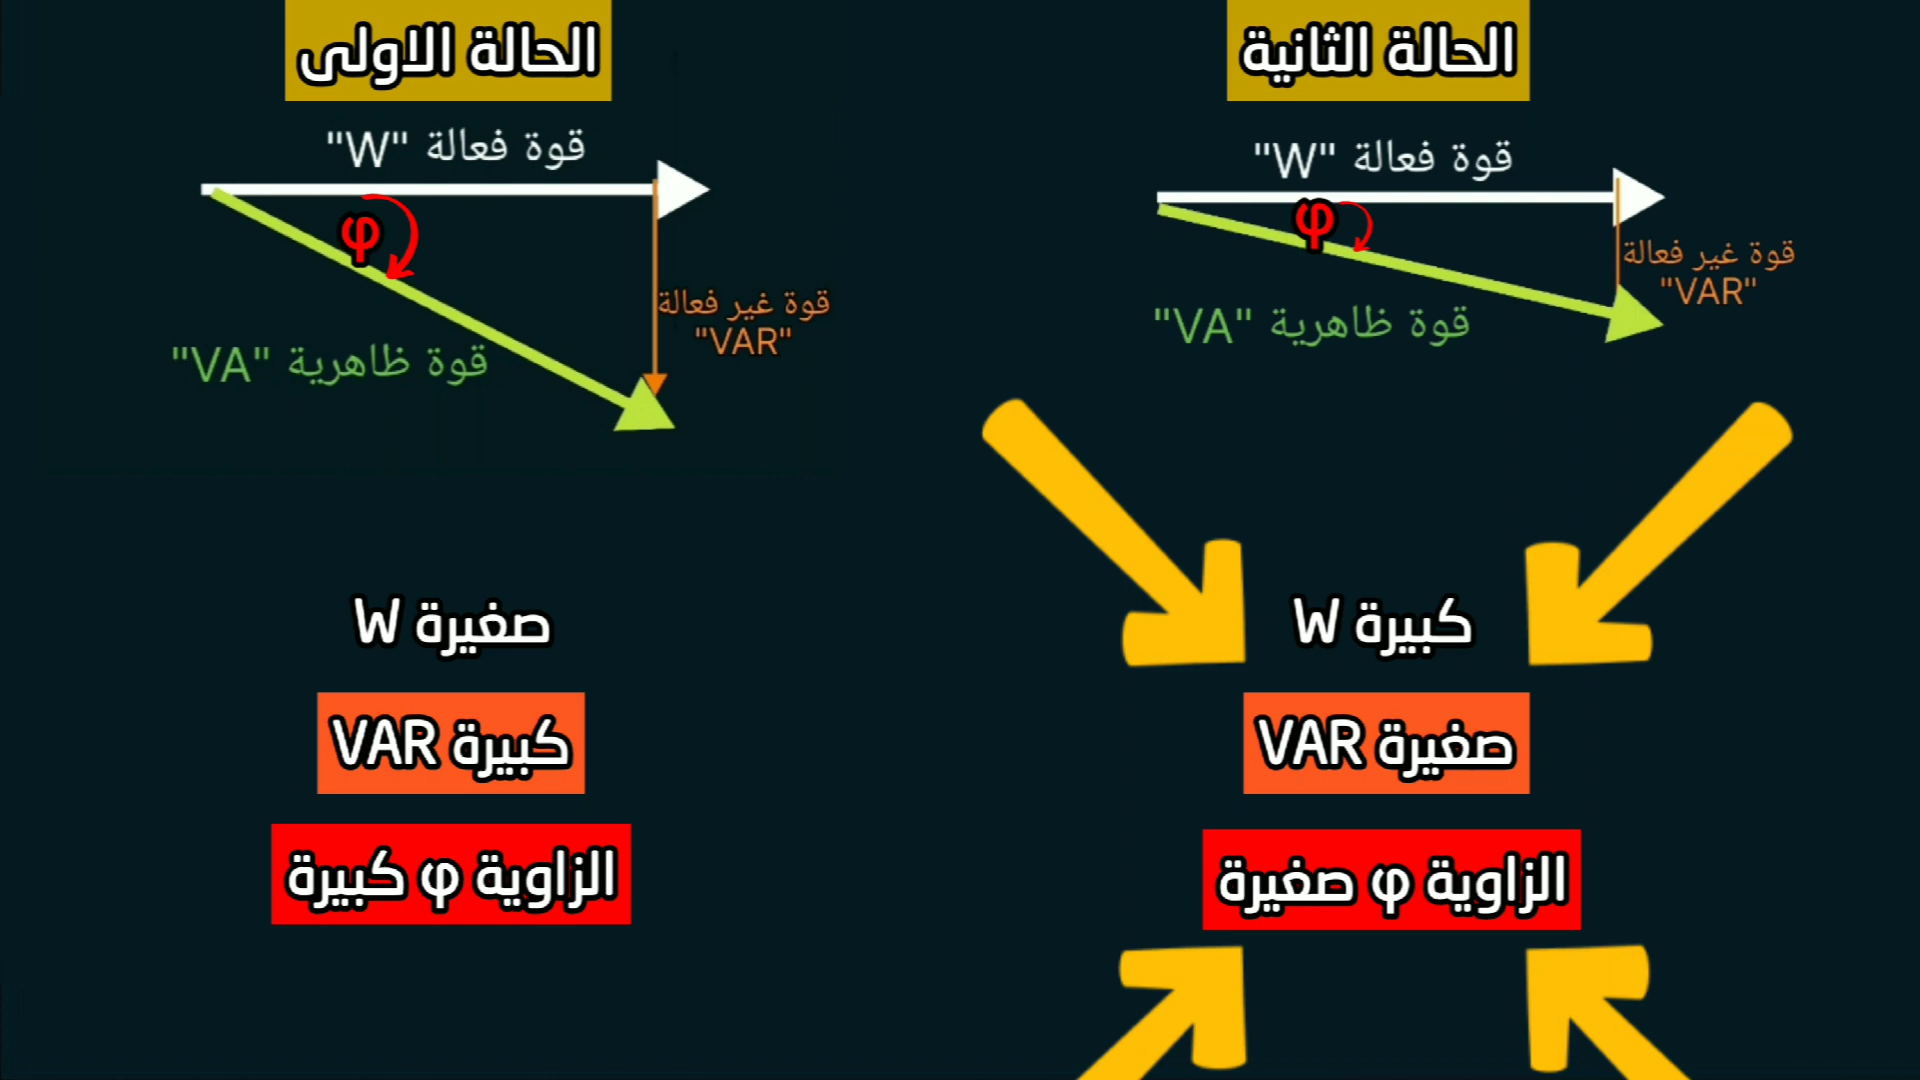 الحالة الاولى
قوة فعالة "W"
φ
قوة غير فعالة
"VAR"
قوة ظاهرية "VA"
صغيرة W
كبيرة VAR
الزاوية φ كبيرة
الحالة الثانية
قوة فعالة "W"
φ
قوة غير فعالة
"VAR"
قوة ظاهرية "VA"
كبيرة W
صغيرة VAR
الزاوية φ صغيرة